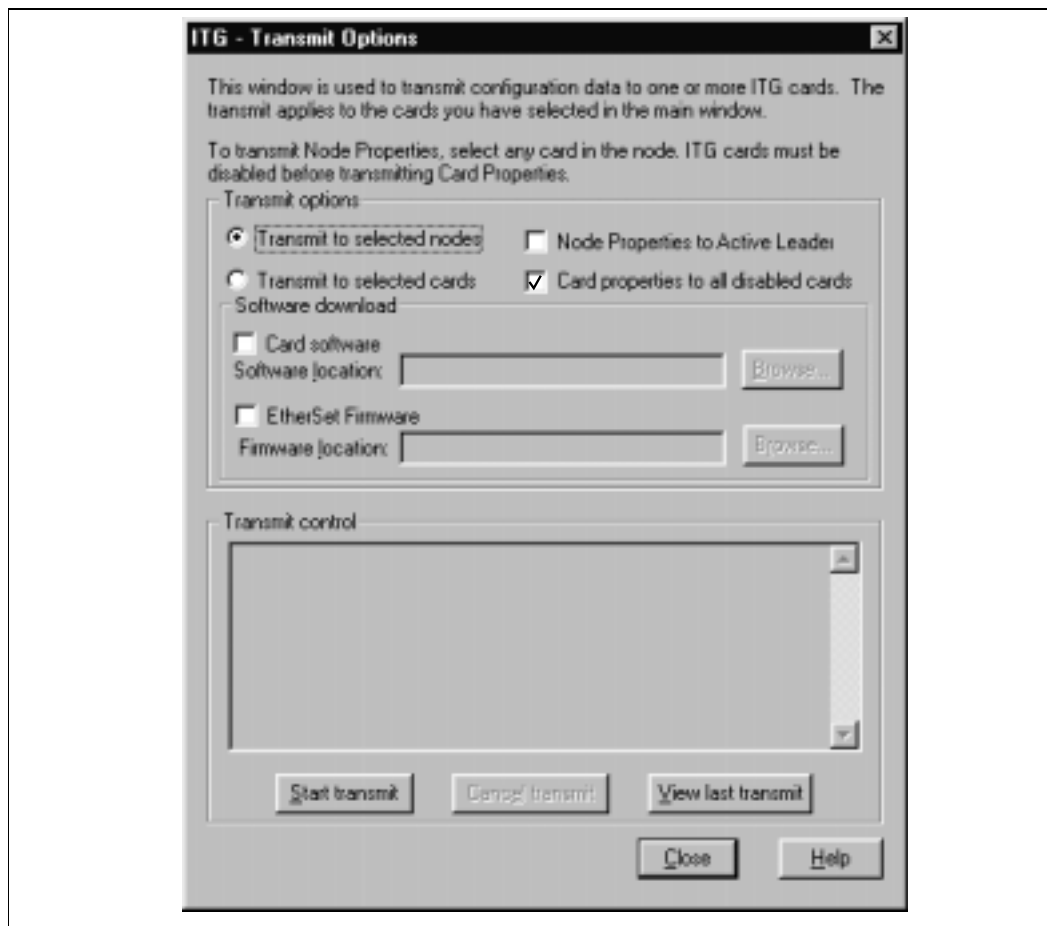 ITG - Transmit Options
This window is used to transmit configuration data to one or more ITG cards. The
transmit applies to the cards you have selected in the main window.
To transmit Node Properties, select any card in the node. ITG cards must be
disabled before transmitting Card Properties.
Transmit options
Transmit to selected nodes
Node Properties to Active Leader
Transmit to selected cards
Card properties to all disabled cards
Software download
Card software
Software location:
Browse...
EtherSet Firmware
Firmware location:
Browse...
Transmit control
Start transmit
Cancel transmit
View last transmit
Close
Help